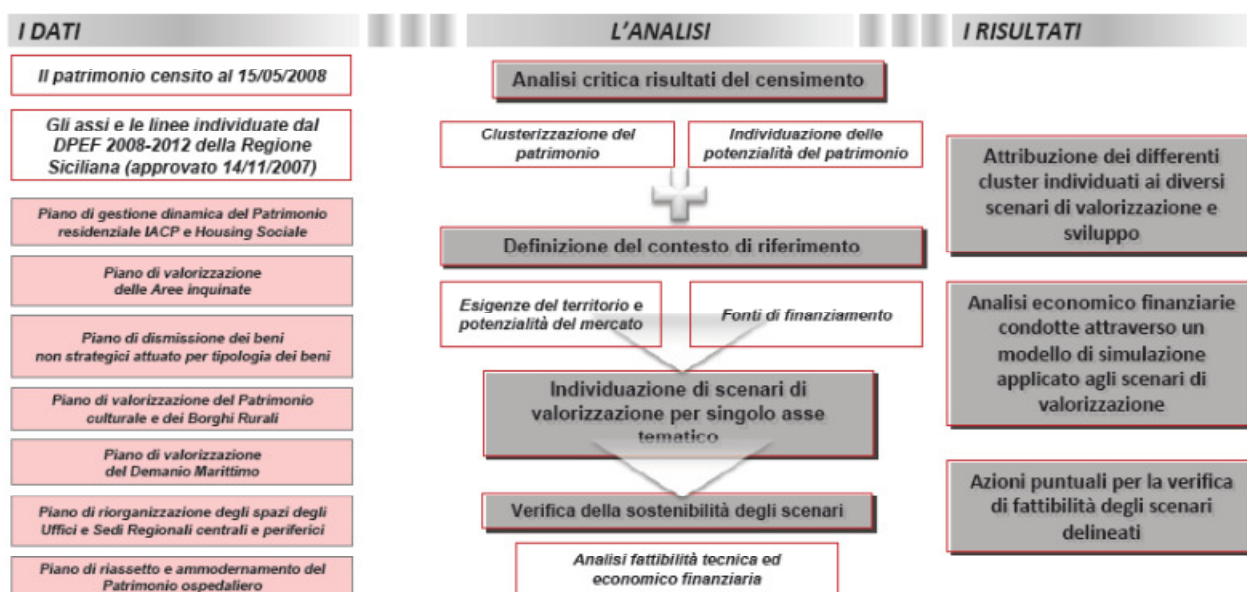 I DATI
Il patrimonio censito al 15/05/2008
Gli assi e le linee individuate dal
DPEF 2008-2012 della Regione
Siciliana (approvato 14/11/2007)
Piano di gestione dinamica del Patrimonio
residenziale IACP e Housing Sociale
Piano di valorizzazione
delle Aree inquinate
Piano di dismissione dei beni
non strategici attuato per tipologia dei beni
Piano di valorizzazione del Patrimonio
culturale e dei Borghi Rurali
Piano di valorizzazione
del Demanio Marittimo
Piano di riorganizzazione degli spazi degli
Uffici e Sedi Regionali centrali e periferici
Piano di riassetto e ammodernamento del
Patrimonio ospedaliero
L'ANALISI
Analisi critica risultati del censimento
Clusterizzazione del
patrimonio
Individuazione delle
potenzialità del patrimonio
Definizione del contesto di riferimento
Esigenze del territorio e
potenzialità del mercato
Fonti di finanziamento
Individuazione di scenari di
valorizzazione per singolo asse
tematico
Verifica della sostenibilità degli scenari
Analisi fattibilità tecnica ed
economico finanziaria
I RISULTATI
Attribuzione dei differenti
cluster individuati ai diversi
scenari di valorizzazione e
sviluppo
Analisi economico finanziarie
condotte attraverso un
modello di simulazione
applicato agli scenari di
valorizzazione
Azioni puntuali per la verifica
di fattibilità degli scenari
delineati